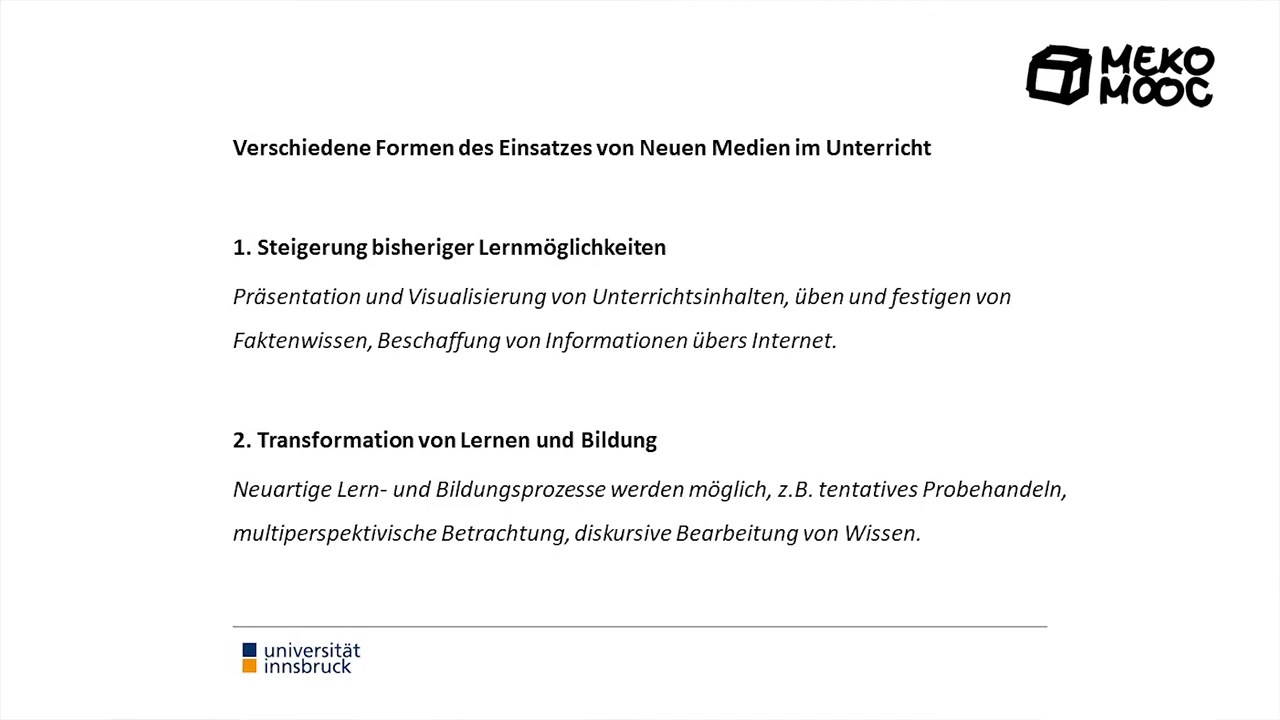 MEKO
MOOC
Verschiedene Formen des Einsatzes von Neuen Medien im Unterricht
1. Steigerung bisheriger Lernmöglichkeiten
Präsentation und Visualisierung von Unterrichtsinhalten, üben und festigen von
Faktenwissen, Beschaffung von Informationen übers Internet.
2. Transformation von Lernen und Bildung
Neuartige Lern- und Bildungsprozesse werden möglich, z.B. tentatives Probehandeln,
multiperspektivische Betrachtung, diskursive Bearbeitung von Wissen.
universität
innsbruck